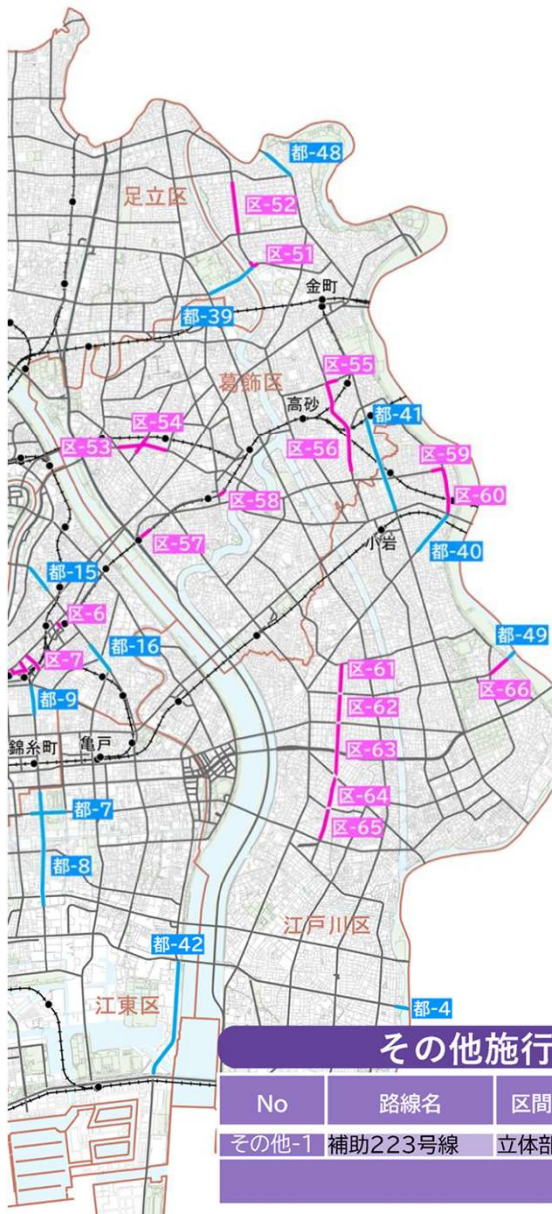 都-48
足立区
区-52
区-51
金町
都-39
区-55
葛飾区
高砂
都-41
区-54
区-53
区-56
区-59
区-58
区-60
区-57
小岩
都-40
都-15
区-6
都-16
都-49
区-7
区-61
区-66
都-9
区-62
錦糸町
亀戸
区-63
区-64
都-7
区-65
都-8
江戸川区
都-42
江東区
都-4
その他施行
No
路線名
区間
その他-1
補助223号線
立体部